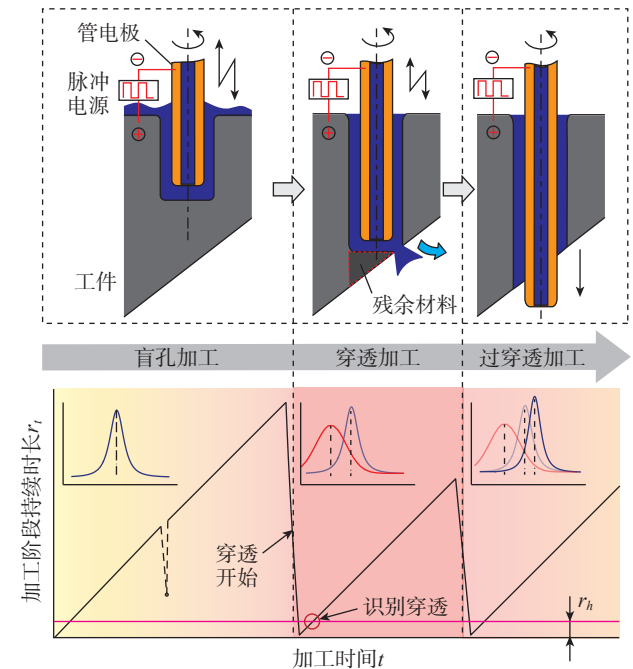 管电极
脉冲
电源
工件
残余材料
盲孔加工
穿透加工
过穿透加工
加工阶段持续时长rₜ
穿透
开始
识别穿透
rₕ
加工时间t